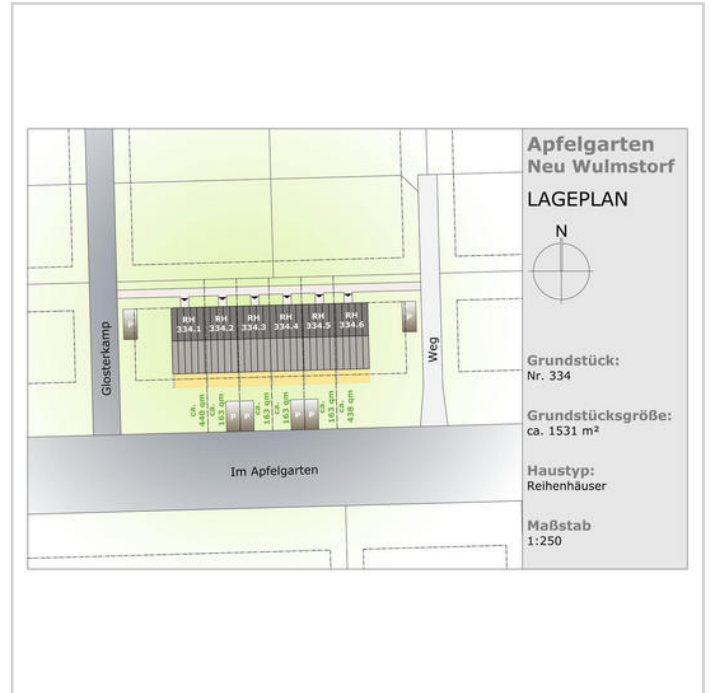 Apfelgarten
Neu Wulmstorf
LAGEPLAN
N
Grundstück:
Nr. 334
Grundstücksgröße:
ca. 1531 m²
Haustyp:
Reihenhäuser
Maßstab
1:250
Glosterkamp
Weg
P
P
RH
334.1
RH
334.2
RH
334.3
RH
334.4
RH
334.5
RH
334.6
ca.
440 qm
ca.
163 qm
ca.
163 qm
ca.
163 qm
ca.
163 qm
ca.
438 qm
P
P
P
P
Im Apfelgarten